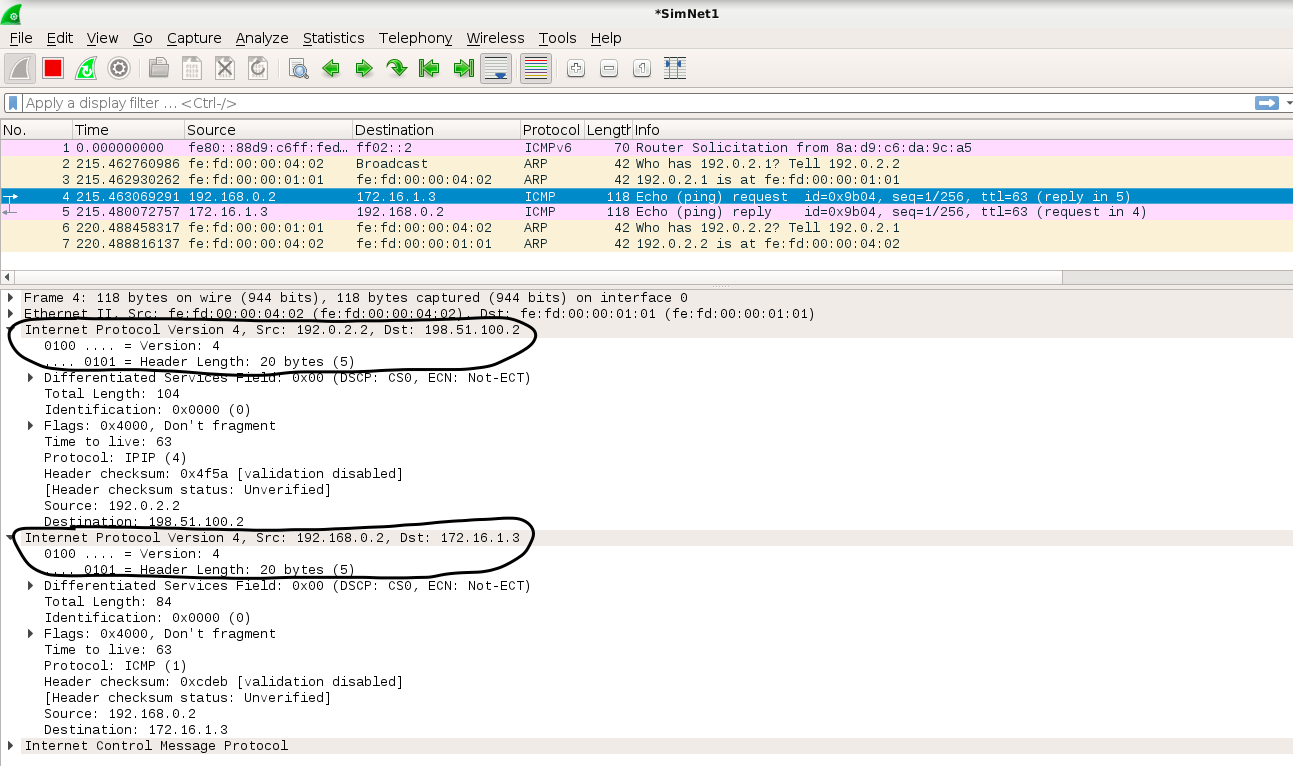 *SimNet1
File Edit View Go Capture Analyze Statistics Telephony Wireless Tools Help
Apply a display filter … <Ctrl-/>
No. Time Source Destination Protocol Length Info
1 0.000000000 fe80::88d9:c6ff:fed… ff02::2 ICMPv6 70 Router Solicitation from 8a:d9:c6:da:9c:a5
2 215.462760986 fe:fd:00:00:04:02 Broadcast ARP 42 Who has 192.0.2.1? Tell 192.0.2.2
3 215.462930262 fe:fd:00:00:01:01 fe:fd:00:00:04:02 ARP 42 192.0.2.1 is at fe:fd:00:00:01:01
4 215.463069291 192.168.0.2 172.16.1.3 ICMP 118 Echo (ping) request id=0x9b04, seq=1/256, ttl=63 (reply in 5)
5 215.480072757 172.16.1.3 192.168.0.2 ICMP 118 Echo (ping) reply id=0x9b04, seq=1/256, ttl=63 (request in 4)
6 220.488458317 fe:fd:00:00:01:01 fe:fd:00:00:04:02 ARP 42 Who has 192.0.2.2? Tell 192.0.2.1
7 220.488816137 fe:fd:00:00:04:02 fe:fd:00:00:01:01 ARP 42 192.0.2.2 is at fe:fd:00:00:04:02
Frame 4: 118 bytes on wire (944 bits), 118 bytes captured (944 bits) on interface 0
Ethernet II, Src: fe:fd:00:00:04:02 (fe:fd:00:00:04:02), Dst: fe:fd:00:00:01:01 (fe:fd:00:00:01:01)
Internet Protocol Version 4, Src: 192.0.2.2, Dst: 198.51.100.2
0100 .... = Version: 4
.... 0101 = Header Length: 20 bytes (5)
Differentiated Services Field: 0x00 (DSCP: CS0, ECN: Not-ECT)
Total Length: 104
Identification: 0x0000 (0)
Flags: 0x4000, Don't fragment
Time to live: 63
Protocol: IPIP (4)
Header checksum: 0x4f5a [validation disabled]
[Header checksum status: Unverified]
Source: 192.0.2.2
Destination: 198.51.100.2
Internet Protocol Version 4, Src: 192.168.0.2, Dst: 172.16.1.3
0100 .... = Version: 4
.... 0101 = Header Length: 20 bytes (5)
Differentiated Services Field: 0x00 (DSCP: CS0, ECN: Not-ECT)
Total Length: 84
Identification: 0x0000 (0)
Flags: 0x4000, Don't fragment
Time to live: 63
Protocol: ICMP (1)
Header checksum: 0xcdeb [validation disabled]
[Header checksum status: Unverified]
Source: 192.168.0.2
Destination: 172.16.1.3
Internet Control Message Protocol